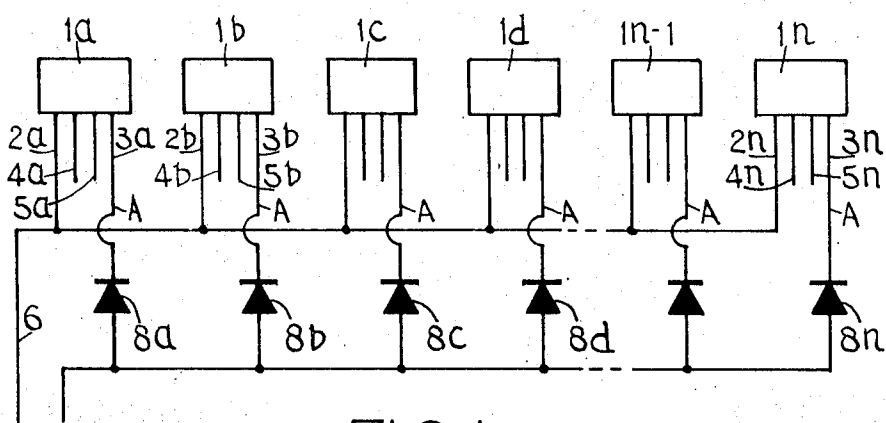 1a 1b 1c 1d 1n-1 1n
2a 3a 2b 3b 2n 3n
4a 4b 5b 4n 5n
5a A A A A A A
6 8a 8b 8c 8d 8n